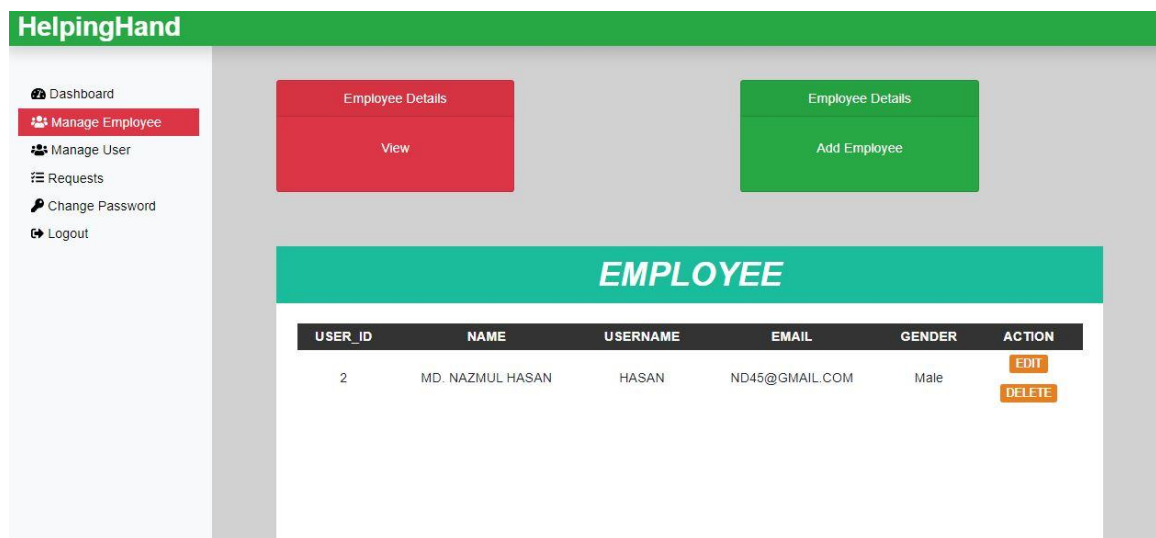 HelpingHand
Dashboard
Manage Employee
Manage User
Requests
Change Password
Logout
Employee Details
View
Employee Details
Add Employee
EMPLOYEE
USER_ID NAME USERNAME EMAIL GENDER ACTION
2 MD. NAZMUL HASAN HASAN ND45@GMAIL.COM Male EDIT
DELETE